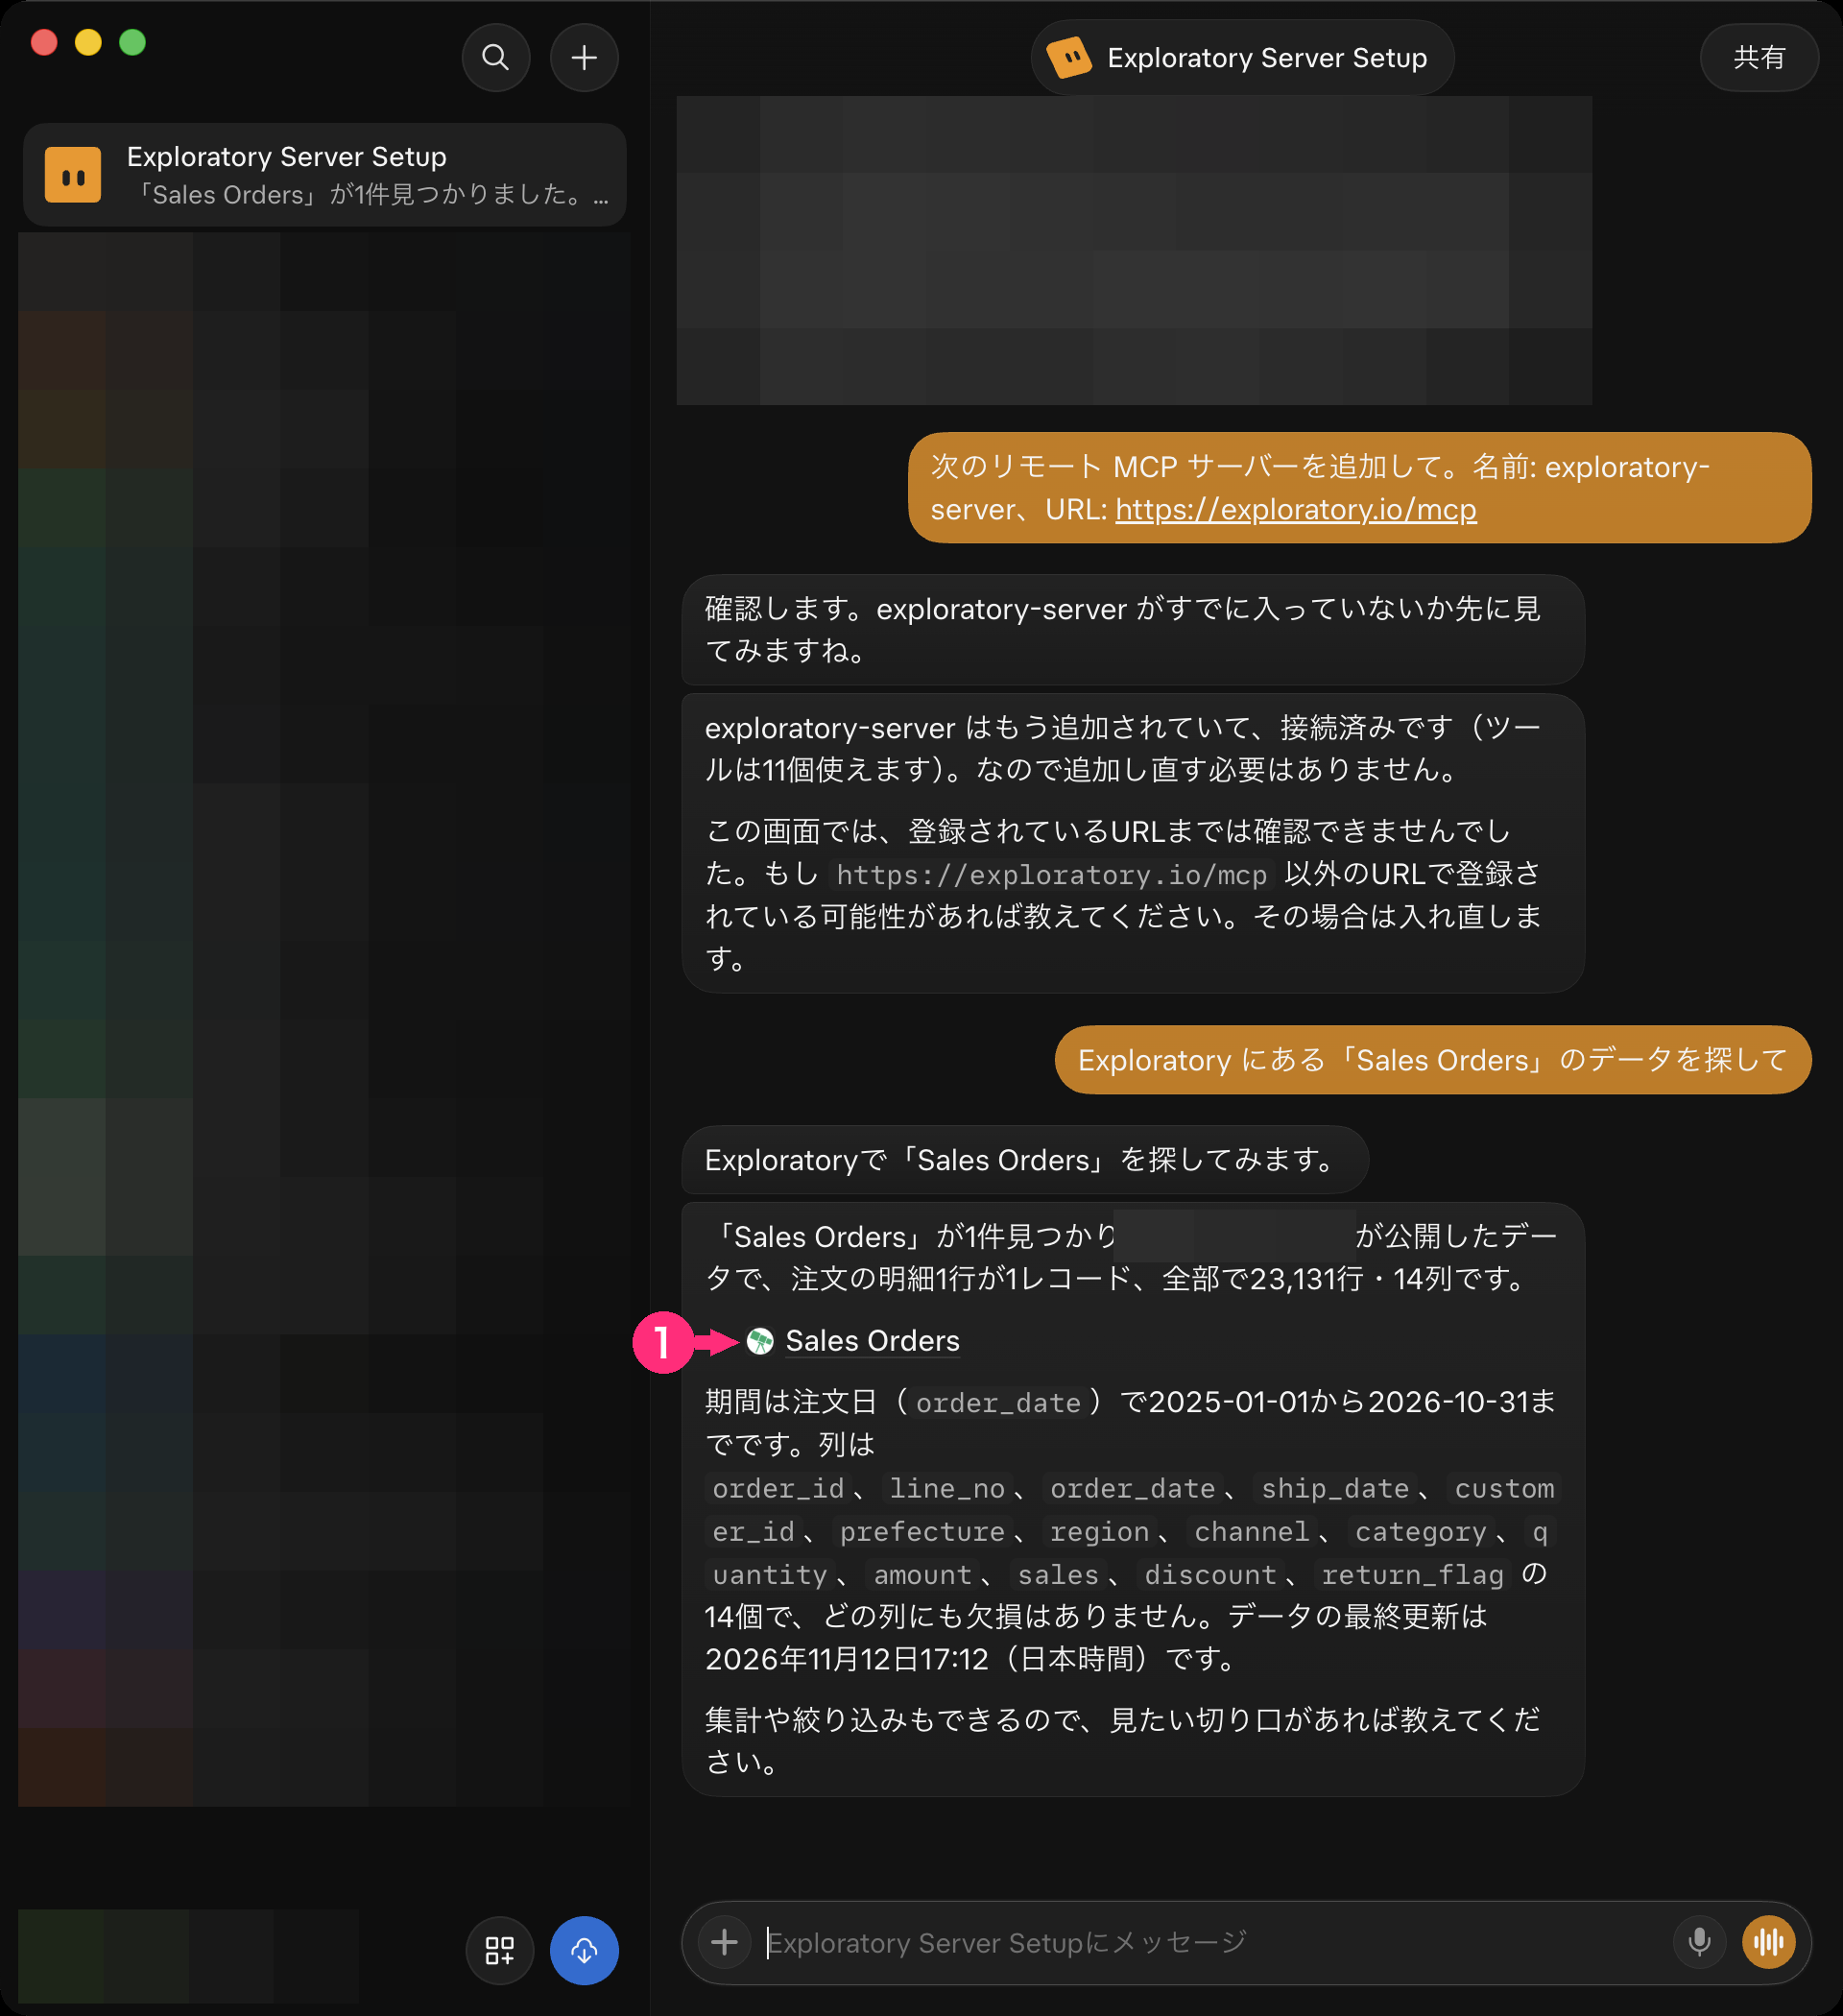 Exploratory Server Setup
共有
Exploratory Server Setup
「Sales Orders」が1件見つかりました。...
次のリモート MCP サーバーを追加して。名前: exploratory-
server、URL: https://exploratory.io/mcp
確認します。exploratory-server がすでに入っていないか先に見
てみますね。
exploratory-server はもう追加されていて、接続済みです（ツー
ルは11個使えます）。なので追加し直す必要はありません。
この画面では、登録されているURLまでは確認できませんでし
た。もし https://exploratory.io/mcp 以外のURLで登録さ
れている可能性があれば教えてください。その場合は入れ直しま
す。
Exploratory にある「Sales Orders」のデータを探して
Exploratoryで「Sales Orders」を探してみます。
「Sales Orders」が1件見つかり が公開したデー
タで、注文の明細1行が1レコード、全部で23,131行・14列です。
1 Sales Orders
期間は注文日（order_date）で2025-01-01から2026-10-31ま
でです。列は
order_id、line_no、order_date、ship_date、custom
er_id、prefecture、region、channel、category、q
uantity、amount、sales、discount、return_flag の
14個で、どの列にも欠損はありません。データの最終更新は
2026年11月12日17:12（日本時間）です。
集計や絞り込みもできるので、見たい切り口があれば教えてくだ
さい。
Exploratory Server Setupにメッセージ